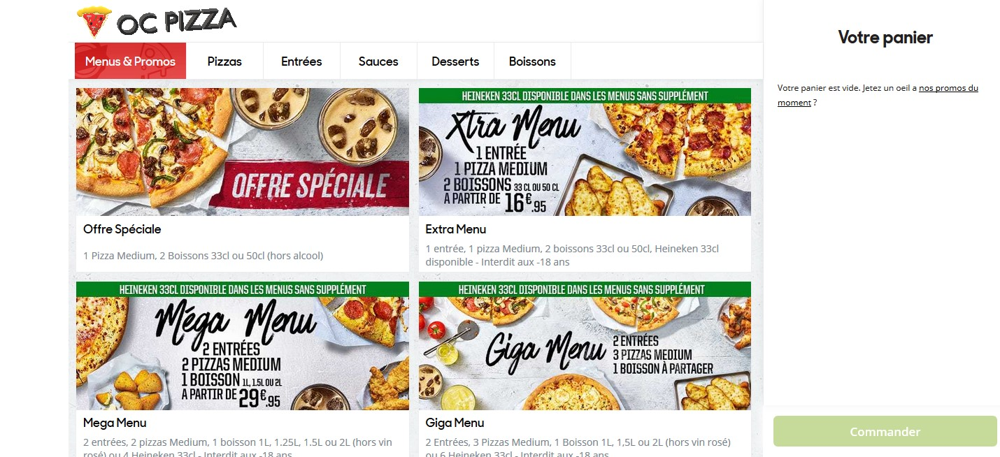 OC PIZZA
Menus & Promos
Pizzas
Entrées
Sauces
Desserts
Boissons
OFFRE SPÉCIALE
Offre Spéciale
1 Pizza Medium, 2 Boissons 33cl ou 50cl (hors alcool)
HEINEKEN 33CL DISPONIBLE DANS LES MENUS SANS SUPPLÉMENT
Xtra Menu
1 ENTRÉE
1 PIZZA MEDIUM
2 BOISSONS 33 CL OU 50 CL
A PARTIR DE 16€.95
Extra Menu
1 entrée, 1 pizza Medium, 2 boissons 33cl ou 50cl, Heineken 33cl
disponible - Interdit aux -18 ans
HEINEKEN 33CL DISPONIBLE DANS LES MENUS SANS SUPPLÉMENT
Méga Menu
2 ENTRÉES
2 PIZZAS MEDIUM
1 BOISSON 1L, 1.5L OU 2L
A PARTIR DE 29€.95
Mega Menu
2 entrées, 2 pizzas Medium, 1 boisson 1L, 1.25L, 1.5L ou 2L (hors vin
rosé) ou 4 Heineken 33cl - Interdit aux -18 ans
HEINEKEN 33CL DISPONIBLE DANS LES MENUS SANS SUPPLÉMENT
Giga Menu
2 ENTRÉES
3 PIZZAS MEDIUM
1 BOISSON À PARTAGER
Giga Menu
2 Entrées, 3 Pizzas Medium, 1 Boisson 1L, 1,5L ou 2L (hors vin rosé)
ou 6 Heineken 33cl - Interdit aux -18 ans
Votre panier
Votre panier est vide. Jetez un oeil a nos promos du
moment ?
Commander